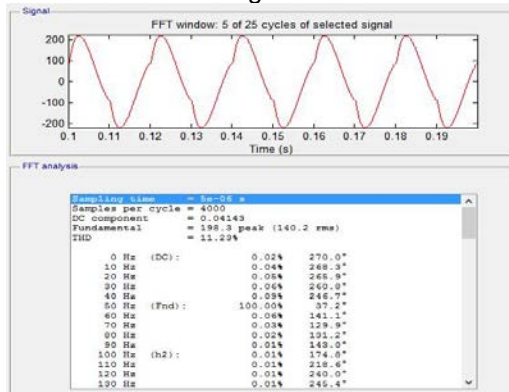 Signal
FFT window: 5 of 25 cycles of selected signal
200
100
0
-100
-200
0.1 0.11 0.12 0.13 0.14 0.15 0.16 0.17 0.18 0.19
Time (s)
FFT analysis
Sampling time = 5e-06 s
Samples per cycle = 4000
DC component = 0.04143
Fundamental = 198.3 peak (140.2 rms)
THD = 11.23%
0 Hz (DC): 0.02% 270.0°
10 Hz 0.04% 268.3°
20 Hz 0.05% 265.9°
30 Hz 0.06% 260.8°
40 Hz 0.09% 246.7°
50 Hz (Fnd): 100.00% 37.2°
60 Hz 0.06% 141.1°
70 Hz 0.03% 129.9°
80 Hz 0.02% 131.2°
90 Hz 0.01% 143.0°
100 Hz (h2): 0.01% 174.8°
110 Hz 0.01% 218.6°
120 Hz 0.01% 240.0°
130 Hz 0.01% 245.4°